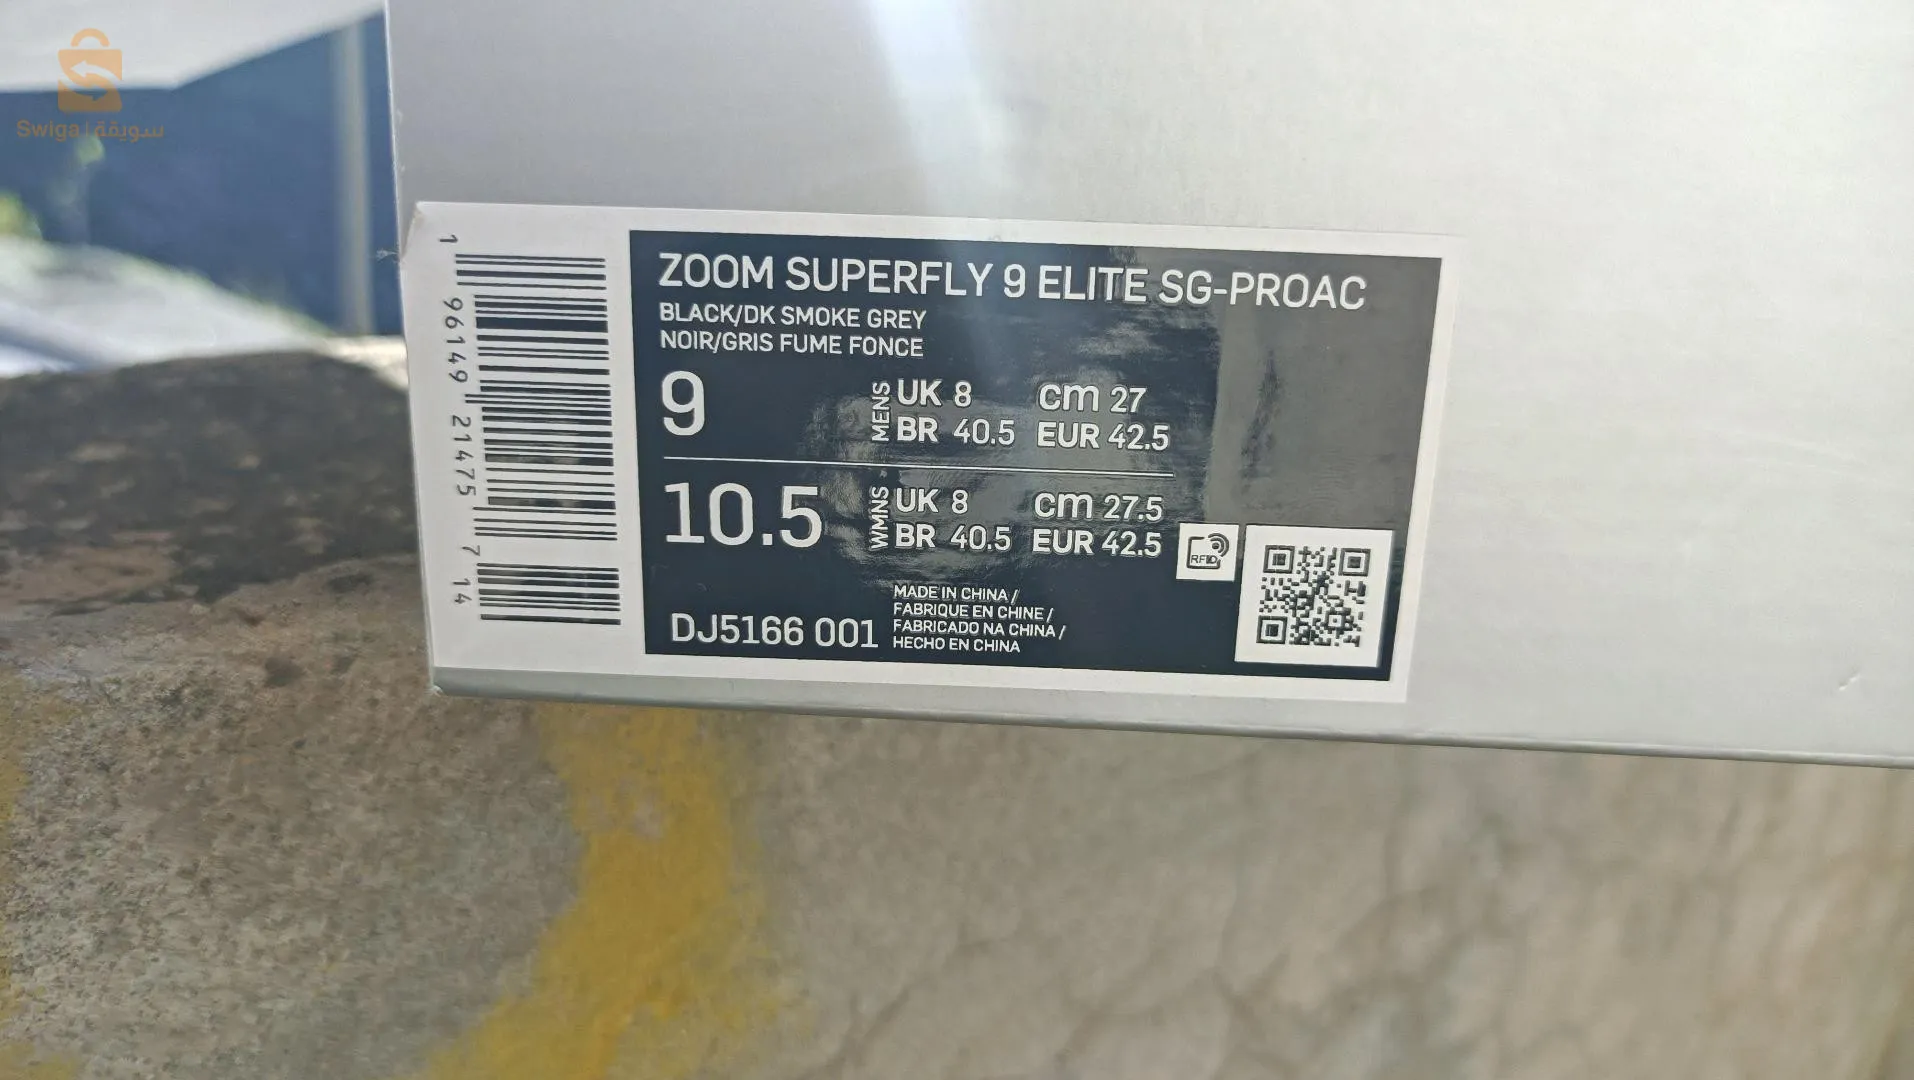 Swiga | سويقة
1 96149 21475 7 14
ZOOM SUPERFLY 9 ELITE SG-PROAC
BLACK/DK SMOKE GREY
NOIR/GRIS FUME FONCE
9 MENS UK 8 cm 27
BR 40.5 EUR 42.5
10.5 WMNS UK 8 cm 27.5
BR 40.5 EUR 42.5
RFID
DJ5166 001
MADE IN CHINA /
FABRIQUE EN CHINE /
FABRICADO NA CHINA /
HECHO EN CHINA